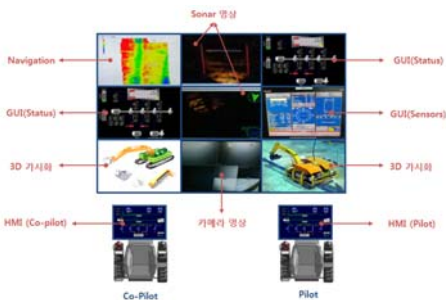 Sonar 영상
Navigation
GUI(Status)
GUI(Status)
GUI(Sensors)
3D 가시화
3D 가시화
HMI (Co-pilot)
카메라 영상
HMI (Pilot)
Co-Pilot
Pilot